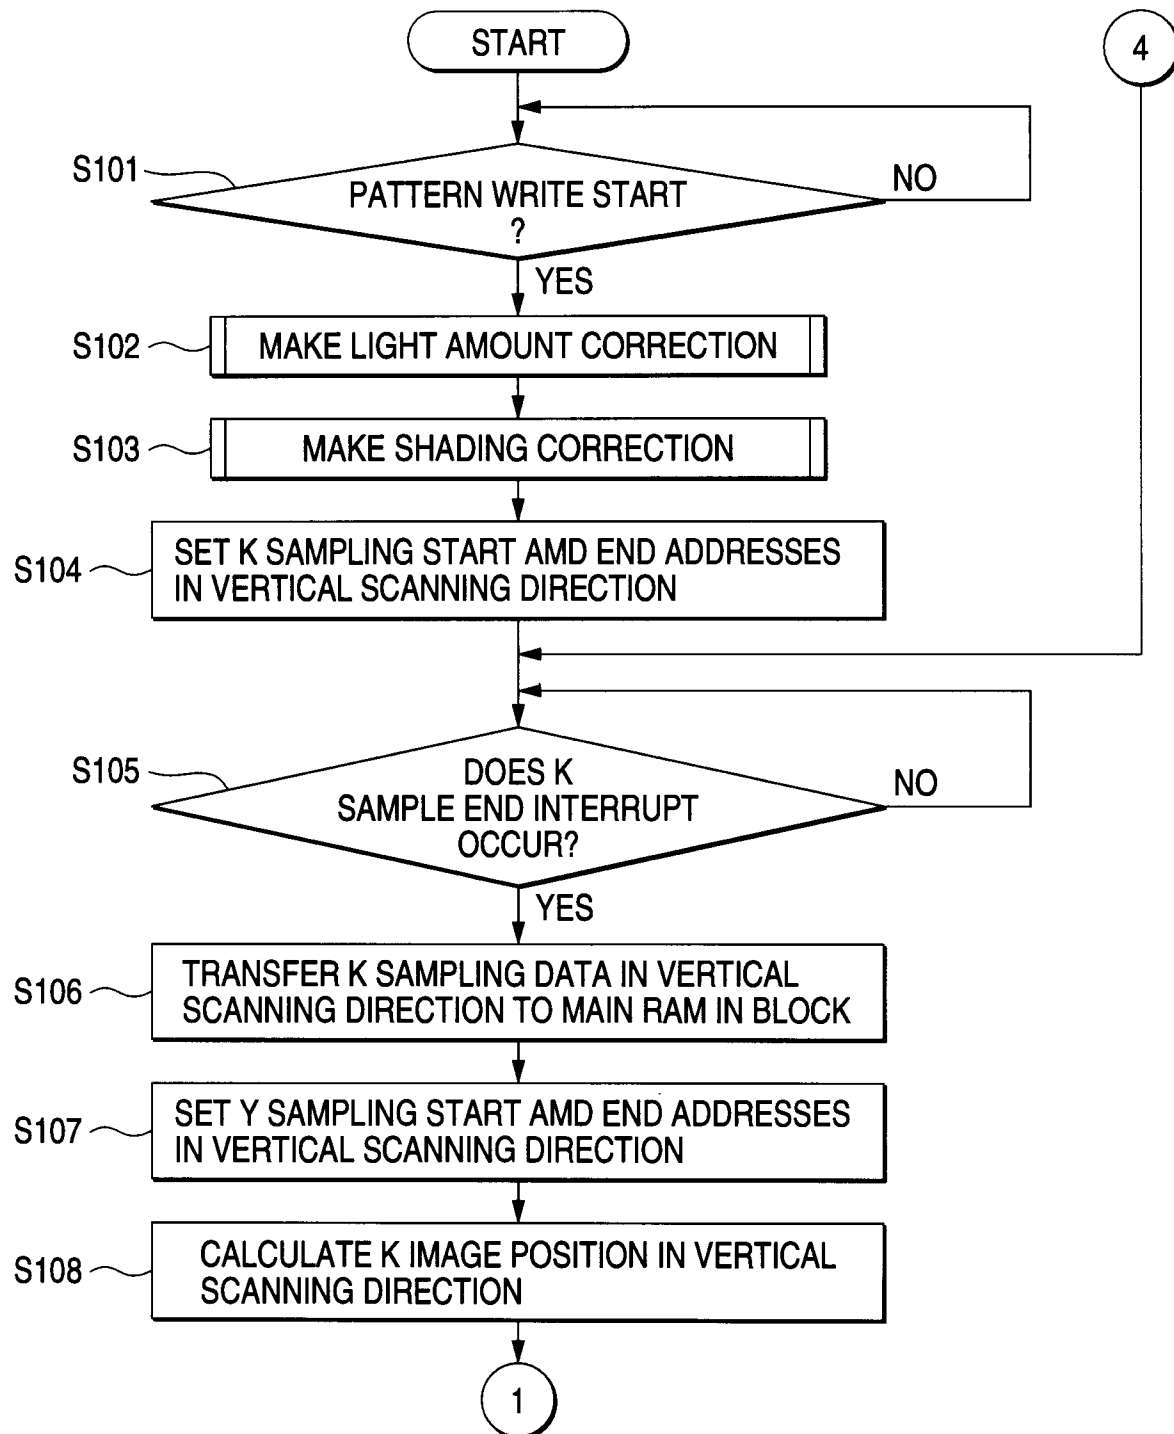 START
4
S101
PATTERN WRITE START
?
NO
YES
S102
MAKE LIGHT AMOUNT CORRECTION
S103
MAKE SHADING CORRECTION
S104
SET K SAMPLING START AMD END ADDRESSES
IN VERTICAL SCANNING DIRECTION
S105
DOES K
SAMPLE END INTERRUPT
OCCUR?
NO
YES
S106
TRANSFER K SAMPLING DATA IN VERTICAL
SCANNING DIRECTION TO MAIN RAM IN BLOCK
S107
SET Y SAMPLING START AMD END ADDRESSES
IN VERTICAL SCANNING DIRECTION
S108
CALCULATE K IMAGE POSITION IN VERTICAL
SCANNING DIRECTION
1